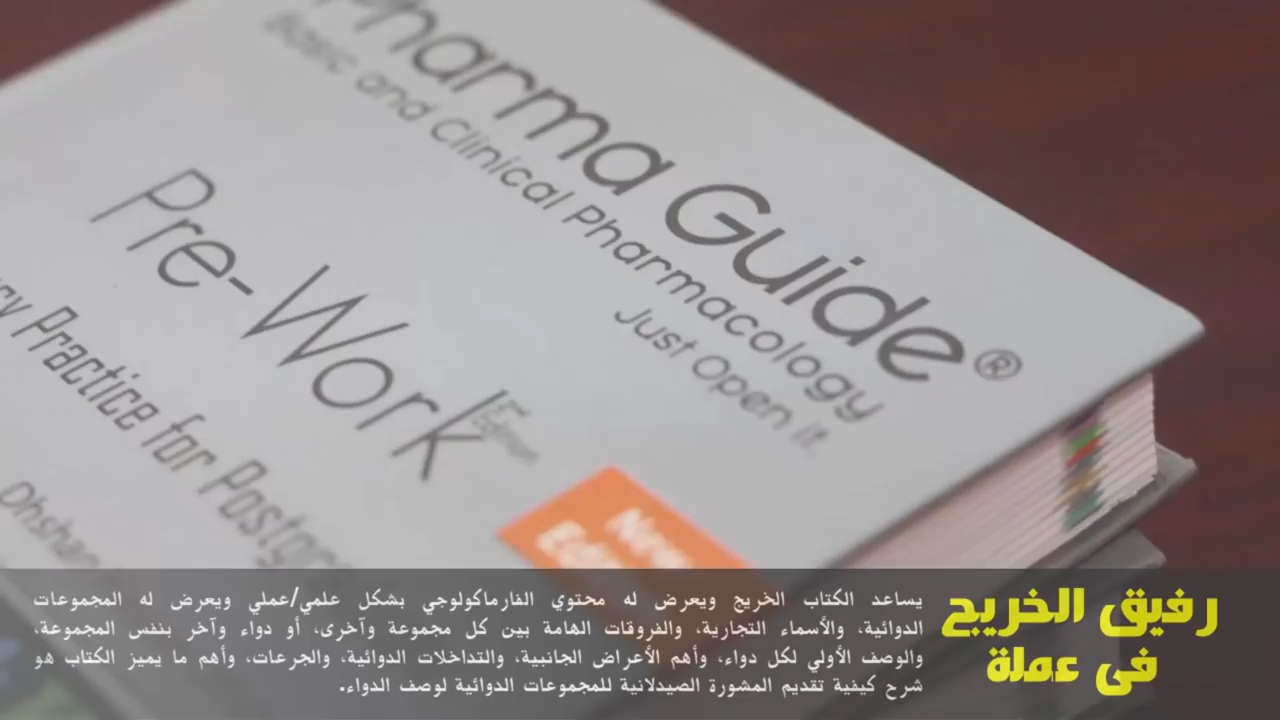 Pharma Guide®
Basic and Clinical Pharmacology
Just Open it.
Pre-Work
Edition
Practice for
New
رفيق الخريج
فى عملة
يساعد الكتاب الخريج ويعرض له محتوي الفارماكولوجي بشكل علمي/عملي ويعرض له المجموعات
الدوائية، والأسماء التجارية، والفروقات الهامة بين كل مجموعة وآخرى، أو دواء وآخر بننفس المجموعة،
والوصف الأولي لكل دواء، وأهم الأعراض الجانبية، والتداخلات الدوائية، والجرعات، وأهم ما يميز الكتاب هو
شرح كيفية تقديم المشورة الصيدلانية للمجموعات الدوائية لوصف الدواء.